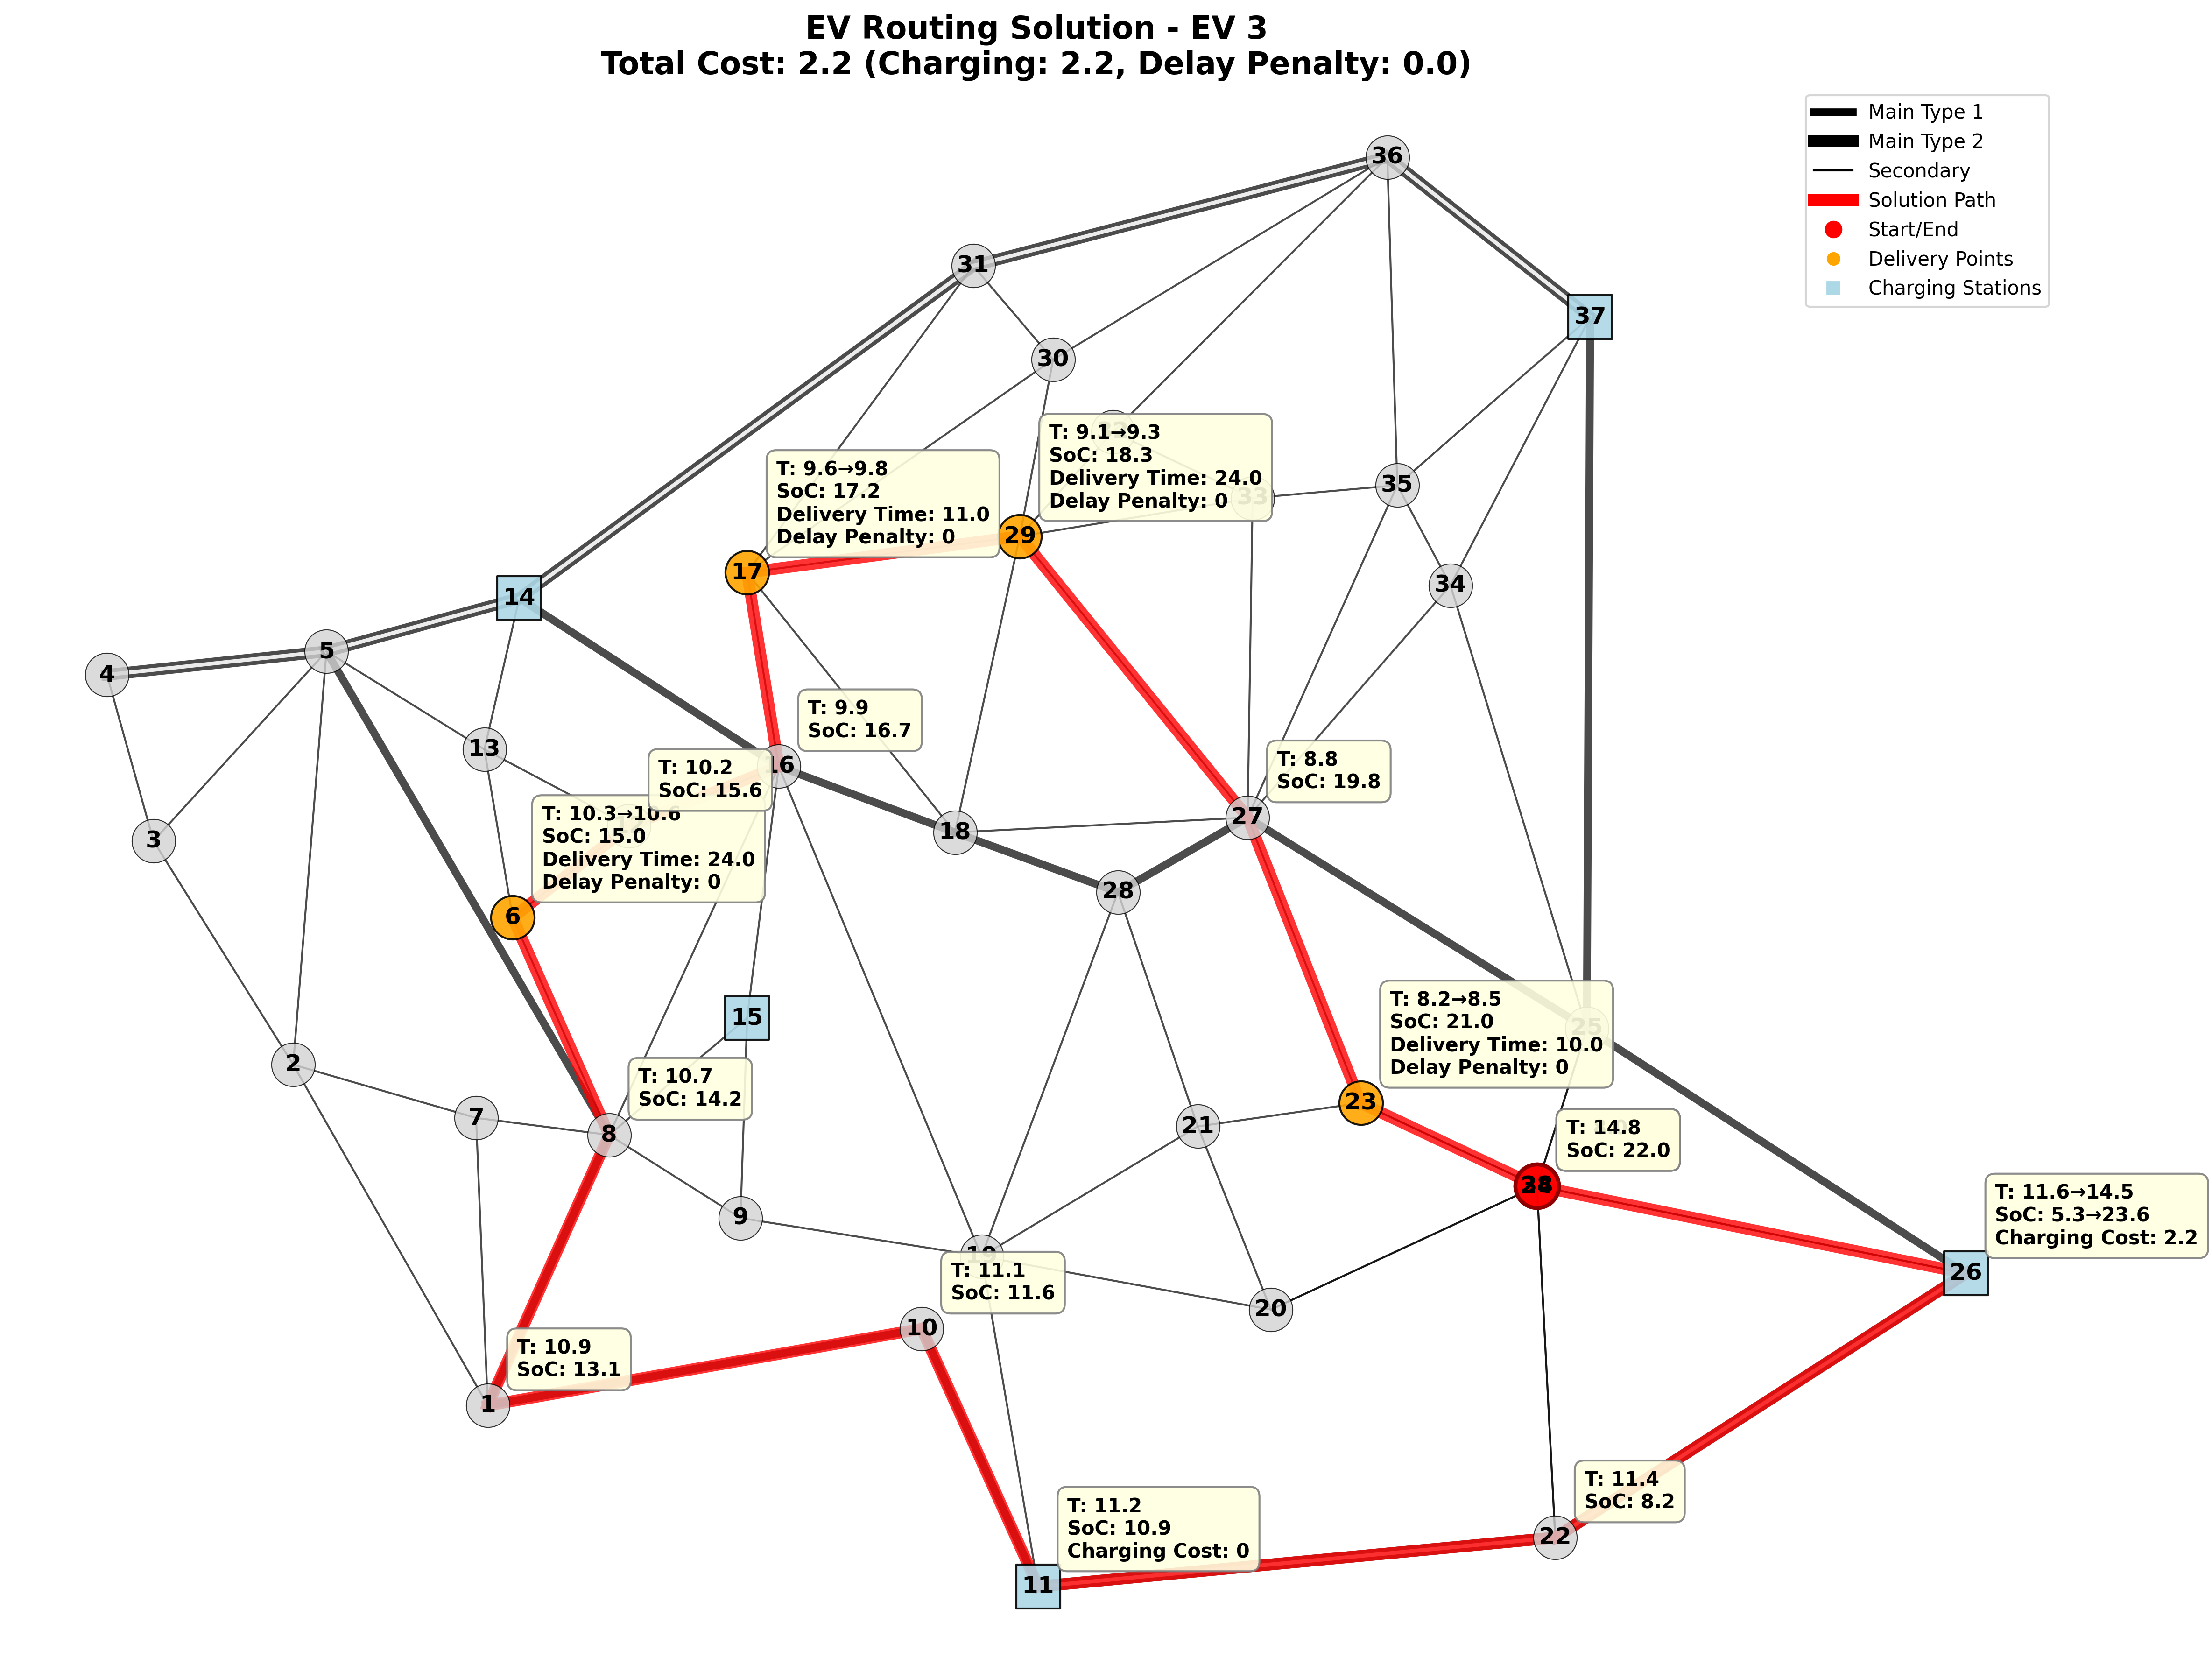 EV Routing Solution - EV 3
Total Cost: 2.2 (Charging: 2.2, Delay Penalty: 0.0)
Main Type 1
Main Type 2
Secondary
Solution Path
Start/End
Delivery Points
Charging Stations
36
31
37
30
T: 9.1→9.3
SoC: 18.3
Delivery Time: 24.0
Delay Penalty: 0
33
T: 9.6→9.8
SoC: 17.2
Delivery Time: 11.0
Delay Penalty: 0
35
29
17
34
14
5
4
T: 9.9
SoC: 16.7
13
16
T: 10.2
SoC: 15.6
T: 8.8
SoC: 19.8
T: 10.3→10.6
SoC: 15.0
Delivery Time: 24.0
Delay Penalty: 0
27
18
3
28
6
T: 8.2→8.5
SoC: 21.0
Delivery Time: 10.0
Delay Penalty: 0
25
15
2
T: 10.7
SoC: 14.2
23
7
21
8
T: 14.8
SoC: 22.0
9
T: 11.6→14.5
SoC: 5.3→23.6
Charging Cost: 2.2
19
26
T: 11.1
SoC: 11.6
20
10
T: 10.9
SoC: 13.1
1
T: 11.4
SoC: 8.2
T: 11.2
SoC: 10.9
Charging Cost: 0
22
11